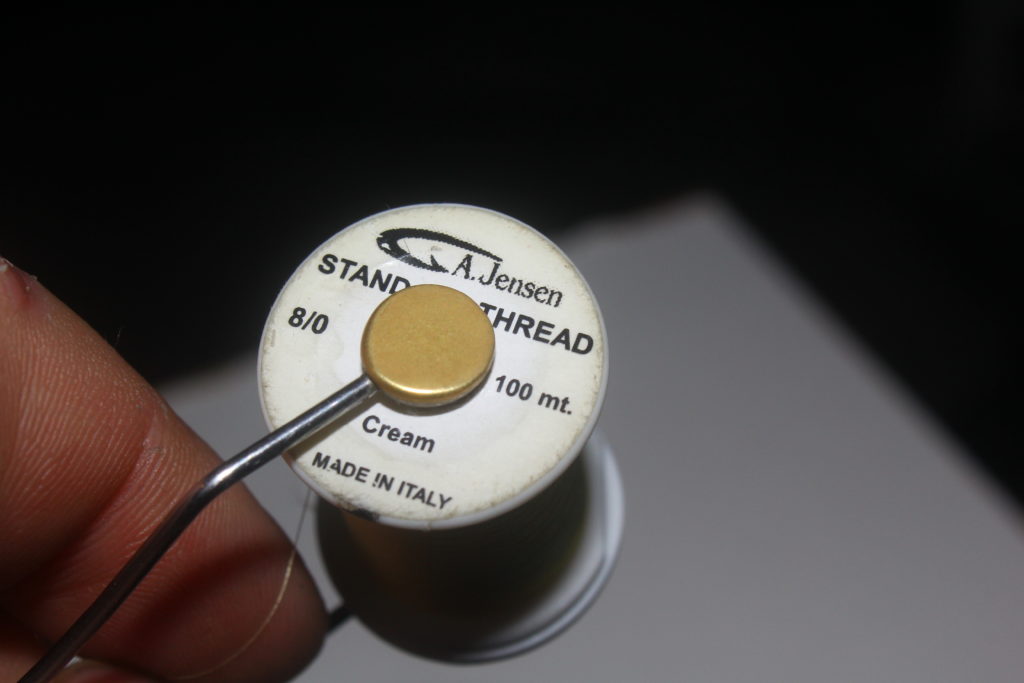 A. Jensen
STAND THREAD
8/0
100 mt.
Cream
MADE IN ITALY